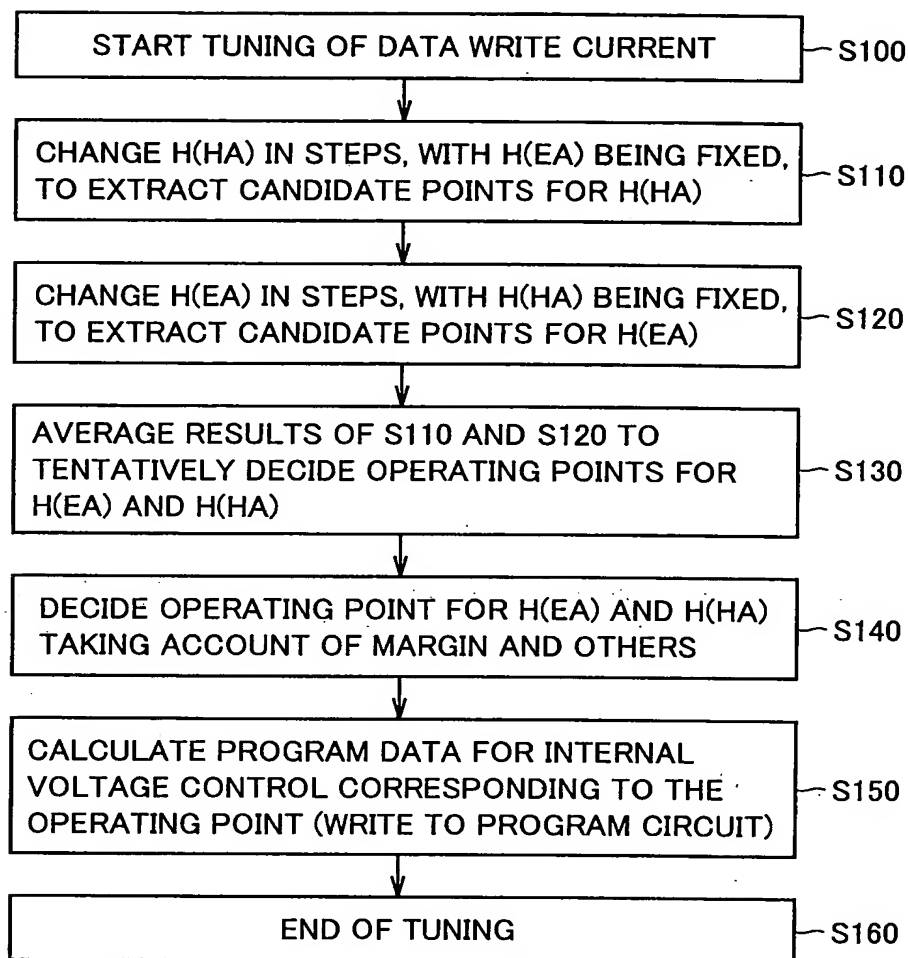 START TUNING OF DATA WRITE CURRENT
S100
CHANGE H(HA) IN STEPS, WITH H(EA) BEING FIXED,
TO EXTRACT CANDIDATE POINTS FOR H(HA)
S110
CHANGE H(EA) IN STEPS, WITH H(HA) BEING FIXED,
TO EXTRACT CANDIDATE POINTS FOR H(EA)
S120
AVERAGE RESULTS OF S110 AND S120 TO
TENTATIVELY DECIDE OPERATING POINTS FOR
H(EA) AND H(HA)
S130
DECIDE OPERATING POINT FOR H(EA) AND H(HA)
TAKING ACCOUNT OF MARGIN AND OTHERS
S140
CALCULATE PROGRAM DATA FOR INTERNAL
VOLTAGE CONTROL CORRESPONDING TO THE
OPERATING POINT (WRITE TO PROGRAM CIRCUIT)
S150
END OF TUNING
S160